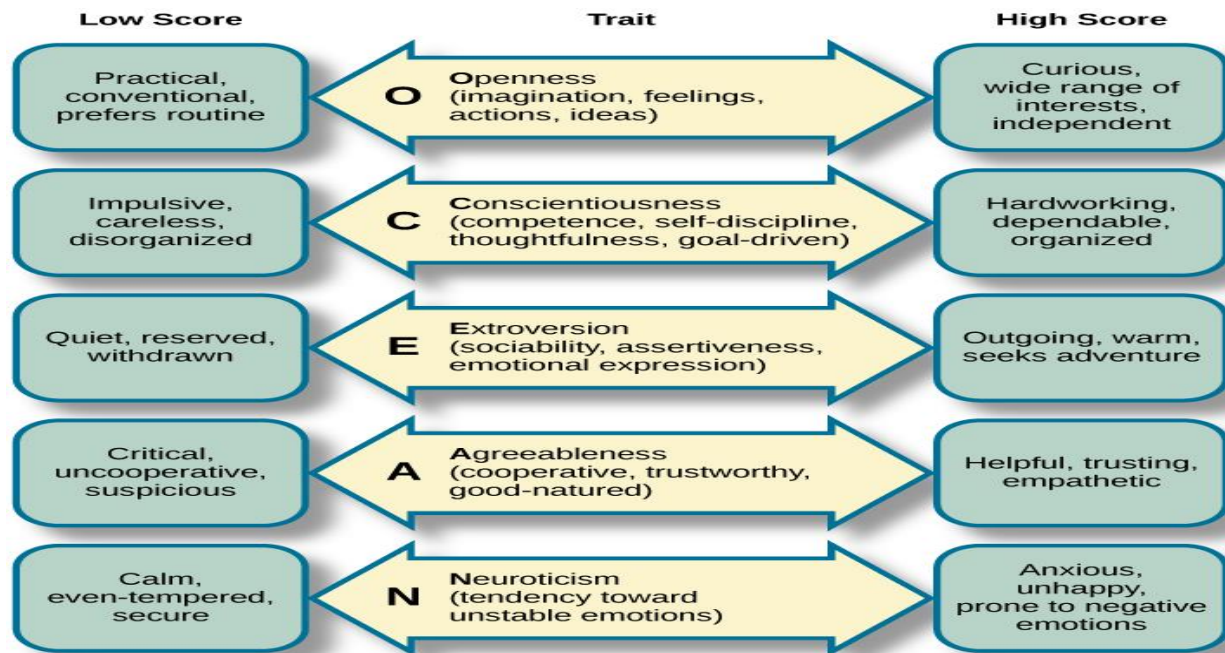 Low Score Trait High Score
Practical,
conventional,
prefers routine
O
Openness
(imagination, feelings,
actions, ideas)
Curious,
wide range of
interests,
independent
Impulsive,
careless,
disorganized
C
Conscientiousness
(competence, self-discipline,
thoughtfulness, goal-driven)
Hardworking,
dependable,
organized
Quiet, reserved,
withdrawn
E
Extroversion
(sociability, assertiveness,
emotional expression)
Outgoing, warm,
seeks adventure
Critical,
uncooperative,
suspicious
A
Agreeableness
(cooperative, trustworthy,
good-natured)
Helpful, trusting,
empathetic
Calm,
even-tempered,
secure
N
Neuroticism
(tendency toward
unstable emotions)
Anxious,
unhappy,
prone to negative
emotions